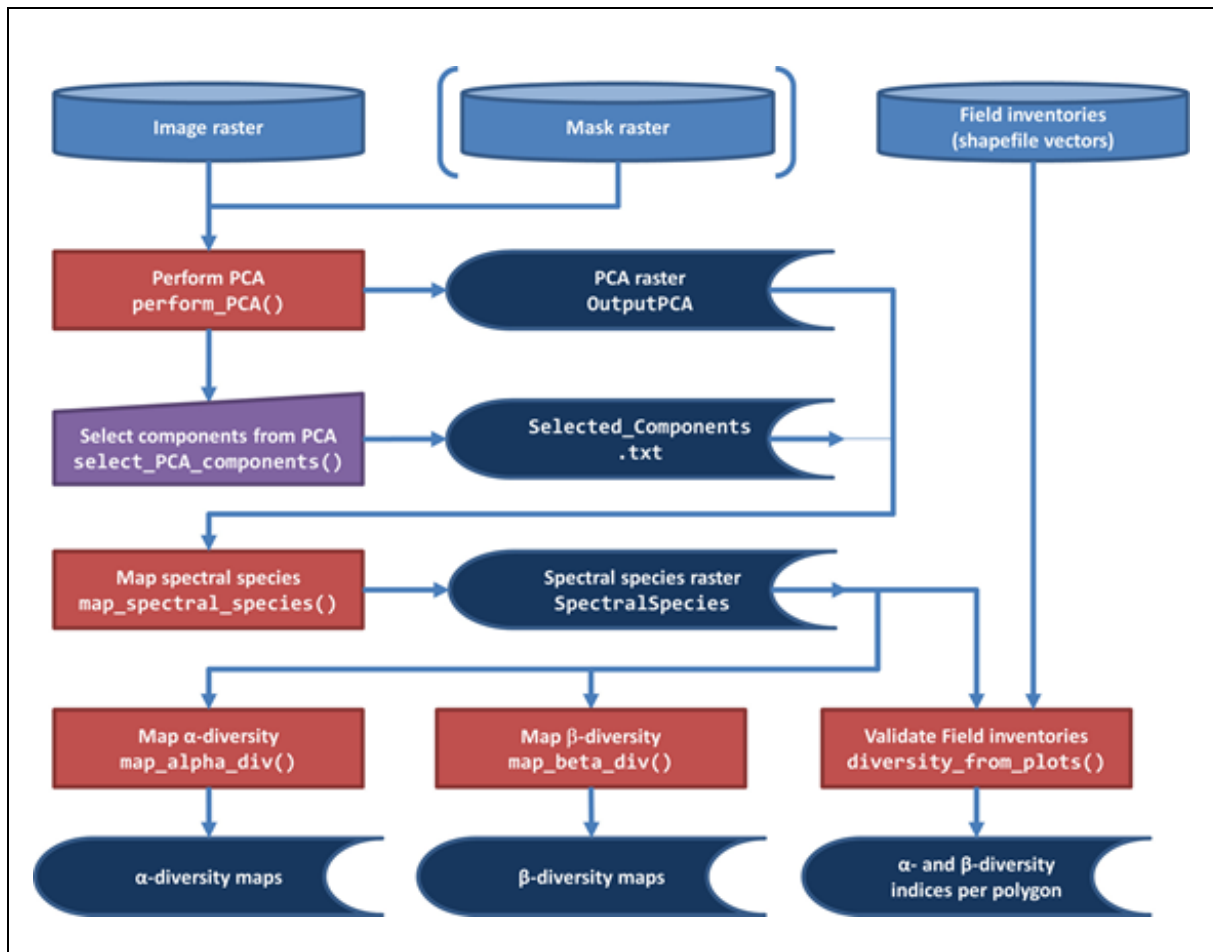 Image raster
Mask raster
Field inventories
(shapefile vectors)
Perform PCA
perform_PCA()
PCA raster
OutputPCA
Select components from PCA
select_PCA_components()
Selected_Components
.txt
Map spectral species
map_spectral_species()
Spectral species raster
SpectralSpecies
Map α-diversity
map_alpha_div()
Map β-diversity
map_beta_div()
Validate Field inventories
diversity_from_plots()
α-diversity maps
β-diversity maps
α- and β-diversity
indices per polygon